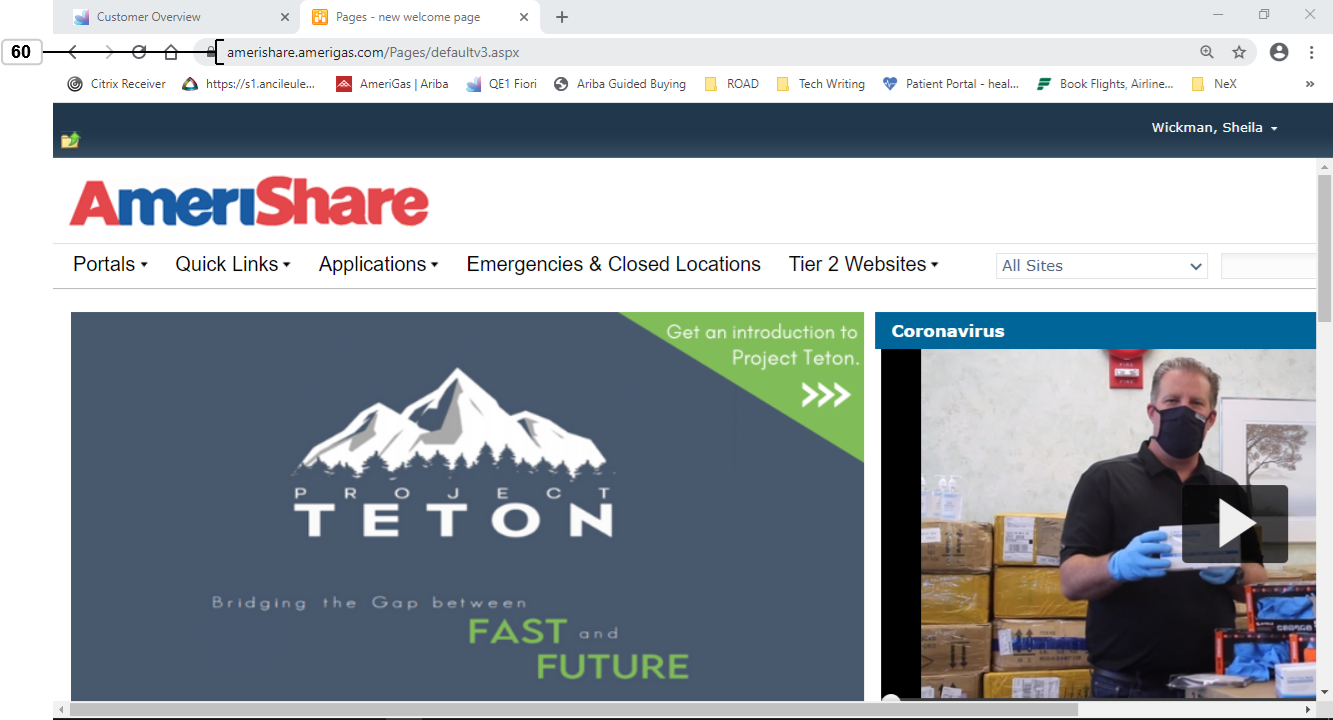 Customer Overview
Pages - new welcome page
60
amerishare.amerigas.com/Pages/defaultv3.aspx
Citrix Receiver
https://s1.ancileule...
AmeriGas | Ariba
QE1 Fiori
Ariba Guided Buying
ROAD
Tech Writing
Patient Portal - heal...
Book Flights, Airline...
NeX
»
Wickman, Sheila
AmeriShare
Portals
Quick Links
Applications
Emergencies & Closed Locations
Tier 2 Websites
All Sites
Get an introduction to
Project Teton.
>>>
PROJECT
TETON
Bridging the Gap between
FAST and
FUTURE
Coronavirus
FIRE
FIRE